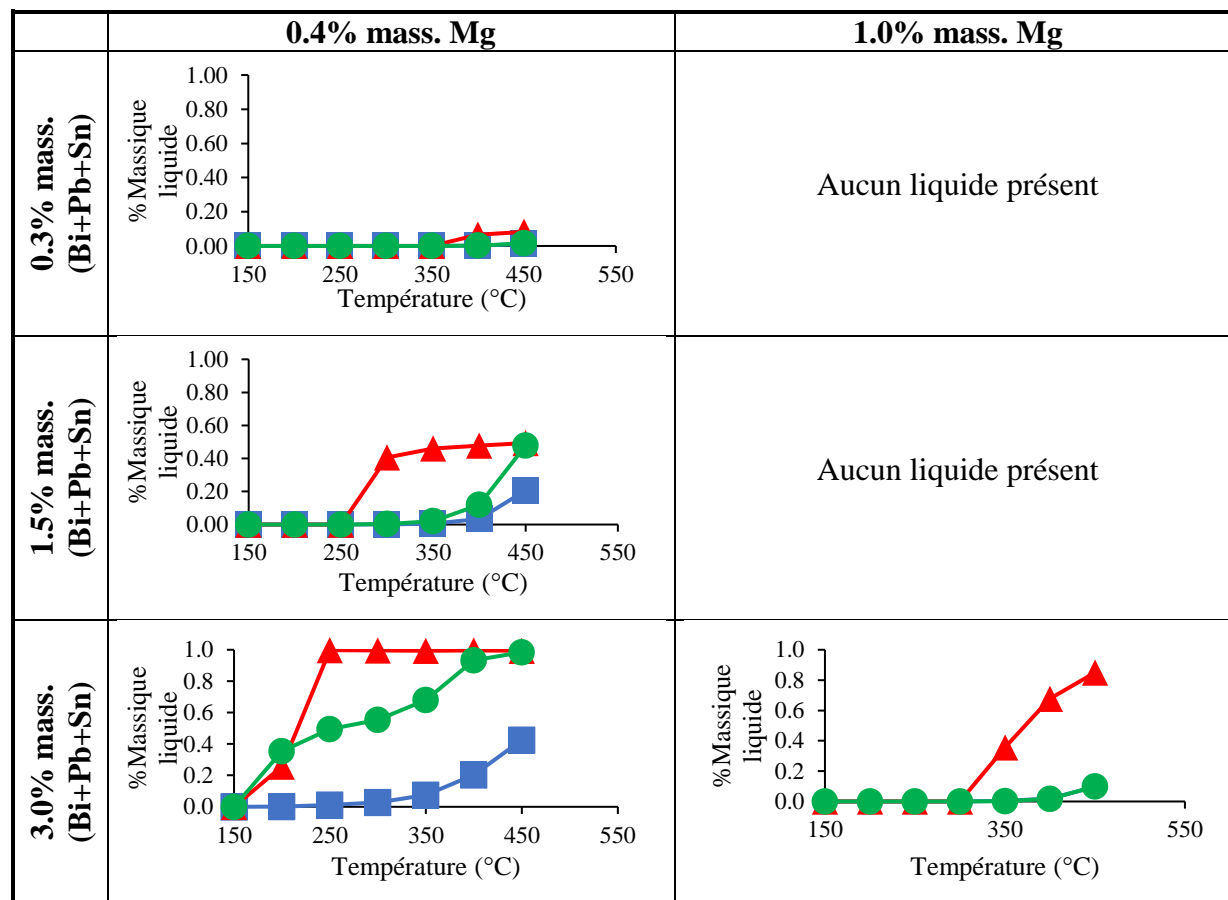 0.4% mass. Mg
1.0% mass. Mg
0.3% mass.
(Bi+Pb+Sn)
%Massique
liquide
1.00
0.80
0.60
0.40
0.20
0.00
150
250
350
450
550
Température (°C)
Aucun liquide présent
1.5% mass.
(Bi+Pb+Sn)
%Massique
liquide
1.00
0.80
0.60
0.40
0.20
0.00
150
250
350
450
550
Température (°C)
Aucun liquide présent
3.0% mass.
(Bi+Pb+Sn)
%Massique
liquide
1.0
0.8
0.6
0.4
0.2
0.0
150
250
350
450
550
Température (°C)
%Massique
liquide
1.0
0.8
0.6
0.4
0.2
0.0
150
350
550
Température (°C)